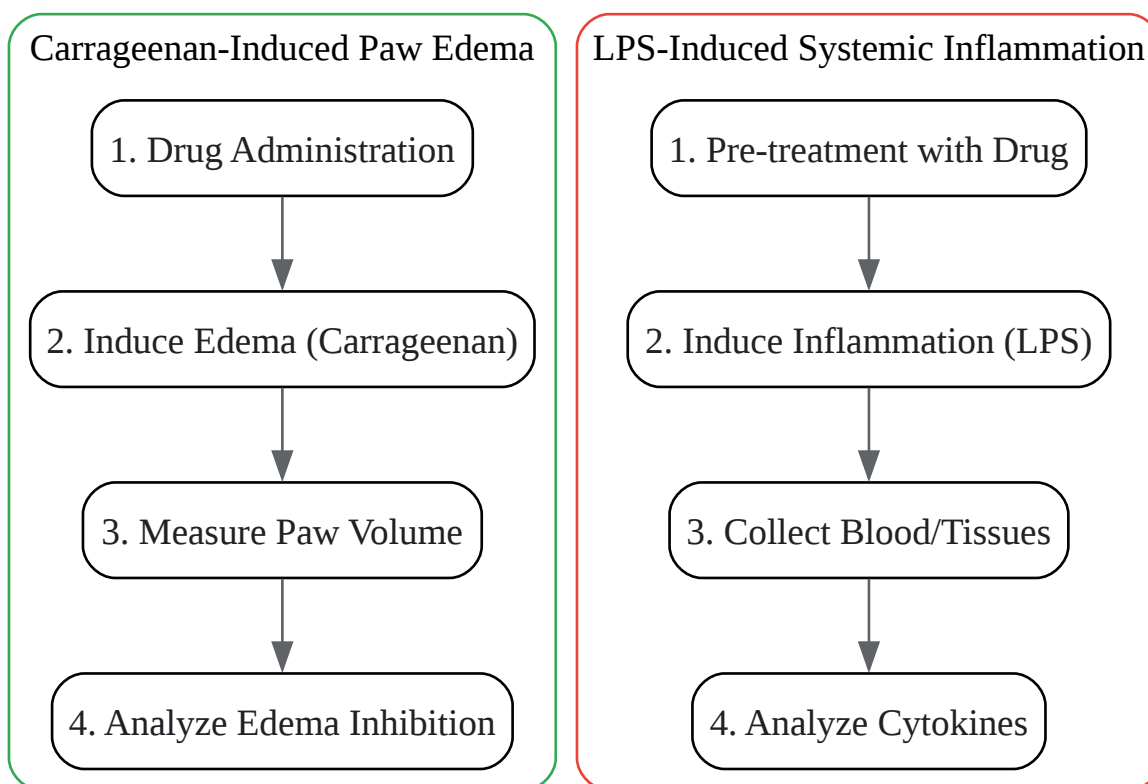 Carrageenan-Induced Paw Edema
1. Drug Administration
2. Induce Edema (Carrageenan)
3. Measure Paw Volume
4. Analyze Edema Inhibition
LPS-Induced Systemic Inflammation
1. Pre-treatment with Drug
2. Induce Inflammation (LPS)
3. Collect Blood/Tissues
4. Analyze Cytokines